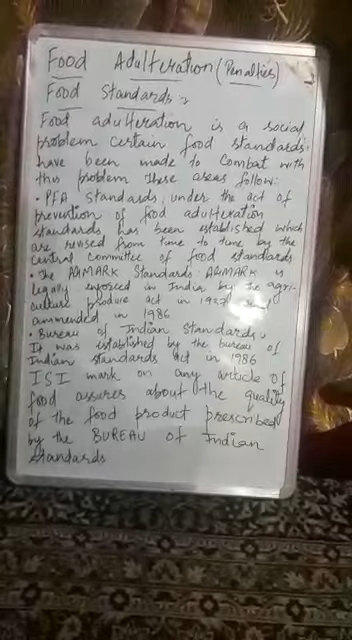 Food Adulteration (Penalties)
Food Standards :
Food adulteration is a social
problem certain food standards
have been made to combat with
this problem these are as follow:
• PFA Standards, under the act of
prevention of food adulteration
standards has been established which
are revised from time to time by the
central committee of food standards
• The AGMARK Standards: AGMARK is
legally enforced in India by the agri-
culture produce act in
ammended in 1986
• Bureau of Indian Standards.
It was established by the bureau of
Indian standards act in 1986
ISI mark on any article of
food assures about the quality
of the food product prescribed
by the BUREAU of Indian
standards